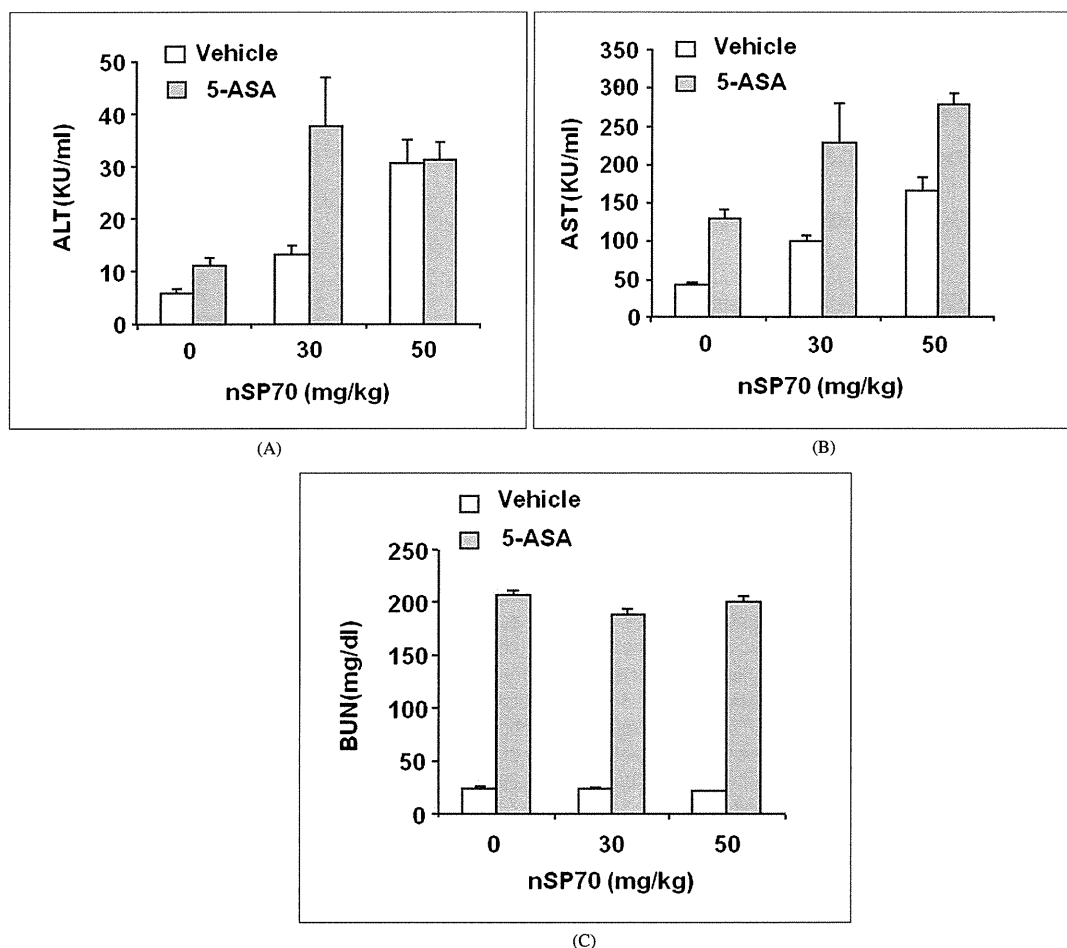 Vehicle
5-ASA
50
40
30
20
10
0
ALT(KU/ml)
0 30 50
nSP70 (mg/kg)
(A)
Vehicle
5-ASA
350
300
250
200
150
100
50
0
AST(KU/ml)
0 30 50
nSP70 (mg/kg)
(B)
Vehicle
5-ASA
250
200
150
100
50
0
BUN(mg/dl)
0 30 50
nSP70 (mg/kg)
(C)